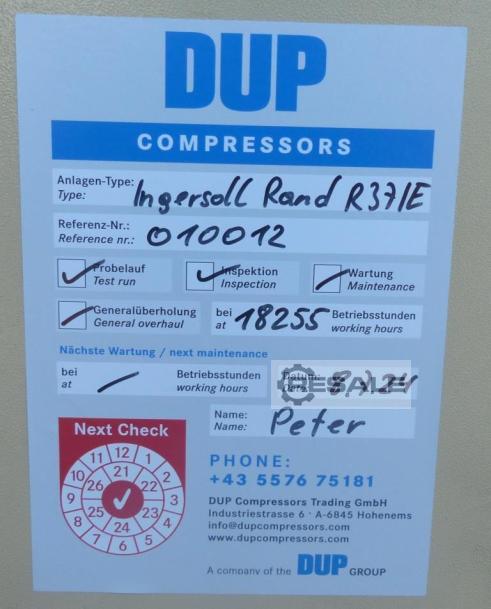 DUP
COMPRESSORS
Anlagen-Type: Ingersoll Rand R37IE
Type:
Referenz-Nr.: 010012
Reference nr.:
Probelauf Inspektion Wartung
Test run Inspection Maintenance
Generalüberholung bei 18255 Betriebsstunden
General overhaul at working hours
Nächste Wartung / next maintenance
bei Betriebsstunden Datum:
at working hours Date:
RESALE
Name: Peter
Name:
Next Check
11 12 1
10 21 2
26 22
9 3
25 23
8 24 4
7 6 5
PHONE:
+43 5576 75181
DUP Compressors Trading GmbH
Industriestrasse 6 · A-6845 Hohenems
info@dupcompressors.com
www.dupcompressors.com
A company of the DUP GROUP